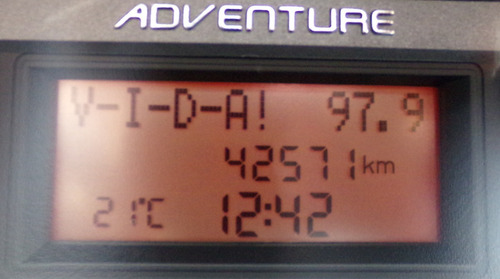 ADVENTURE
V-I-D-A! 97.9
42571 km
21°C 12:42